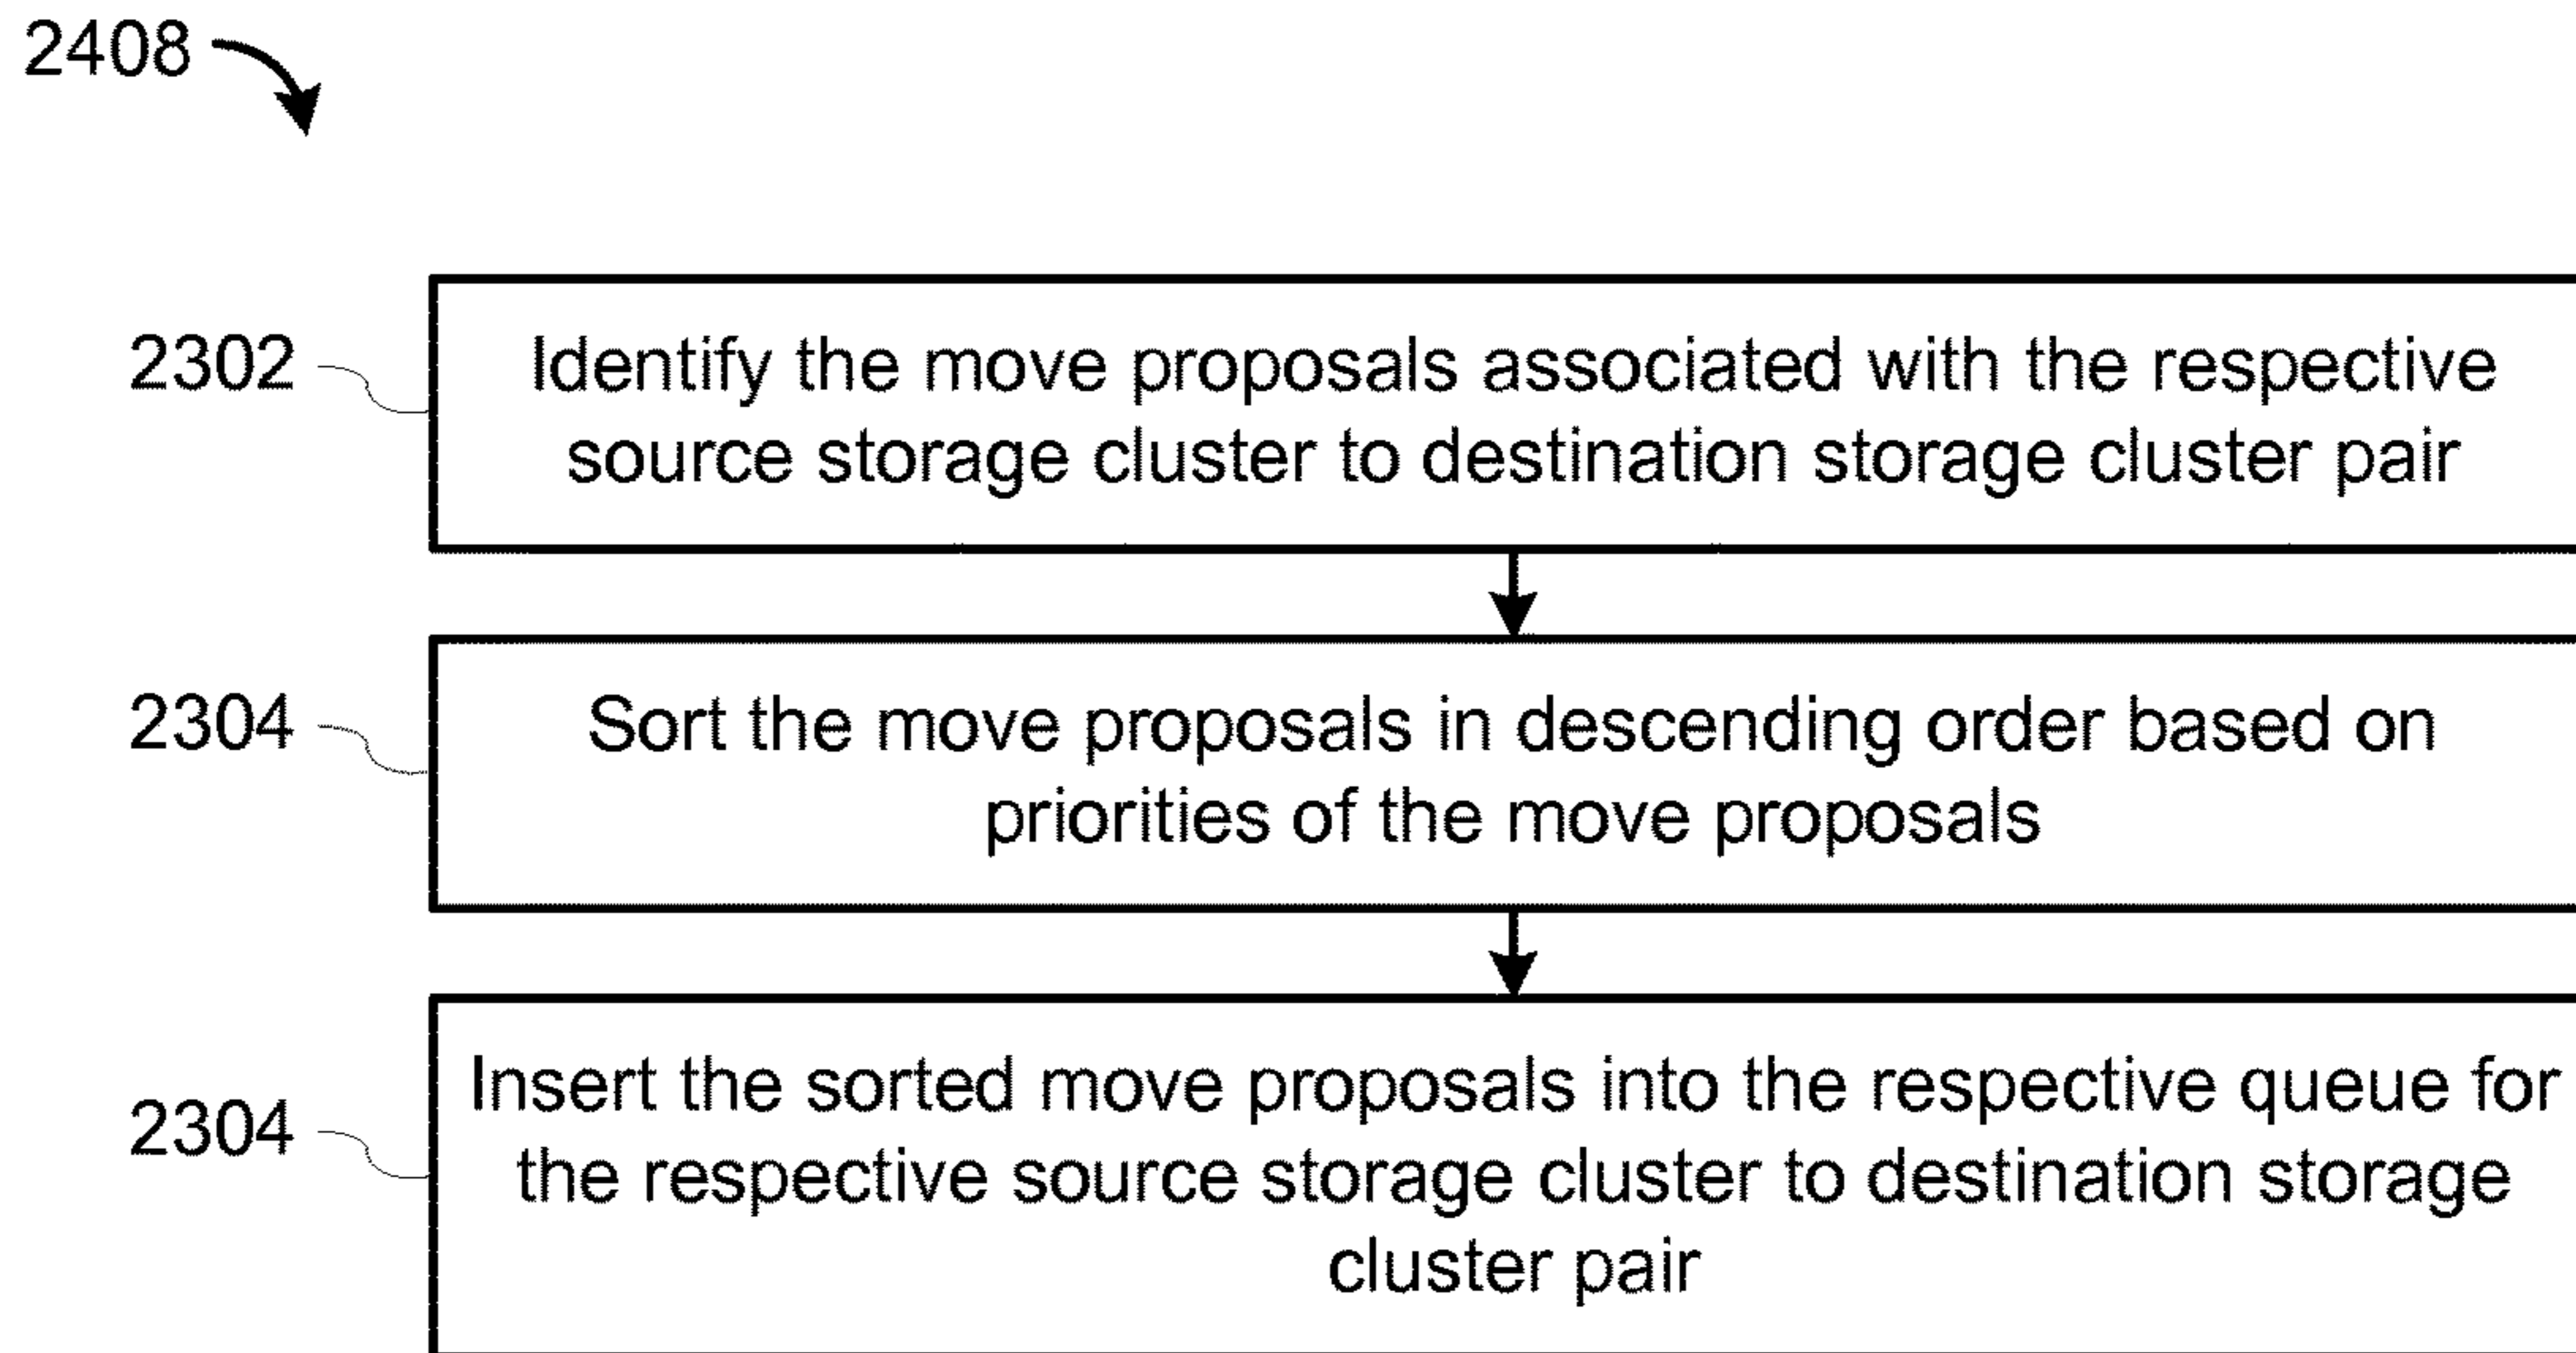 2408
2302
Identify the move proposals associated with the respective
source storage cluster to destination storage cluster pair
2304
Sort the move proposals in descending order based on
priorities of the move proposals
2304
Insert the sorted move proposals into the respective queue for
the respective source storage cluster to destination storage
cluster pair